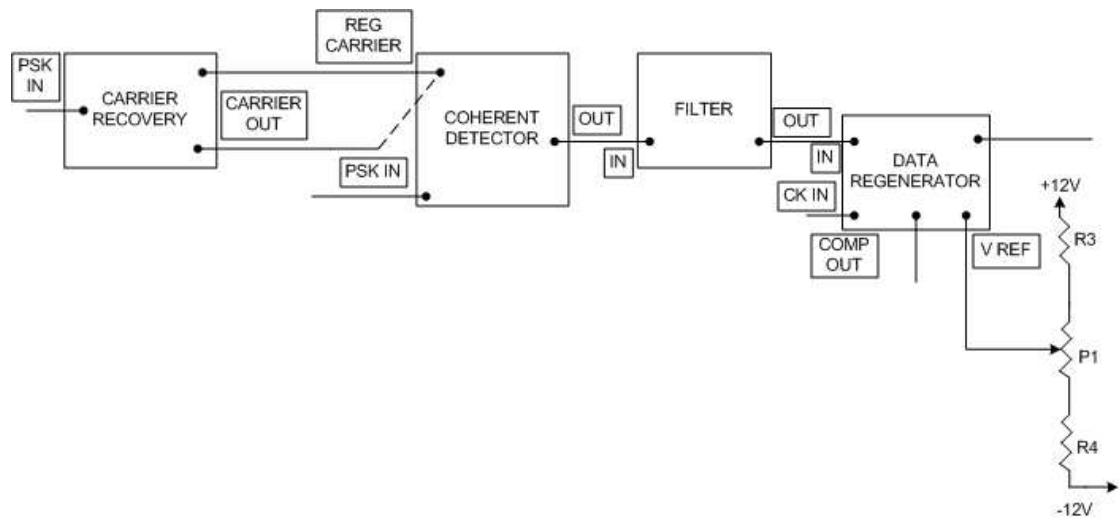 PSK
IN
CARRIER
RECOVERY
REG
CARRIER
CARRIER
OUT
PSK IN
COHERENT
DETECTOR
OUT
IN
FILTER
OUT
IN
CK IN
DATA
REGENERATOR
COMP
OUT
V REF
+12V
R3
P1
R4
-12V